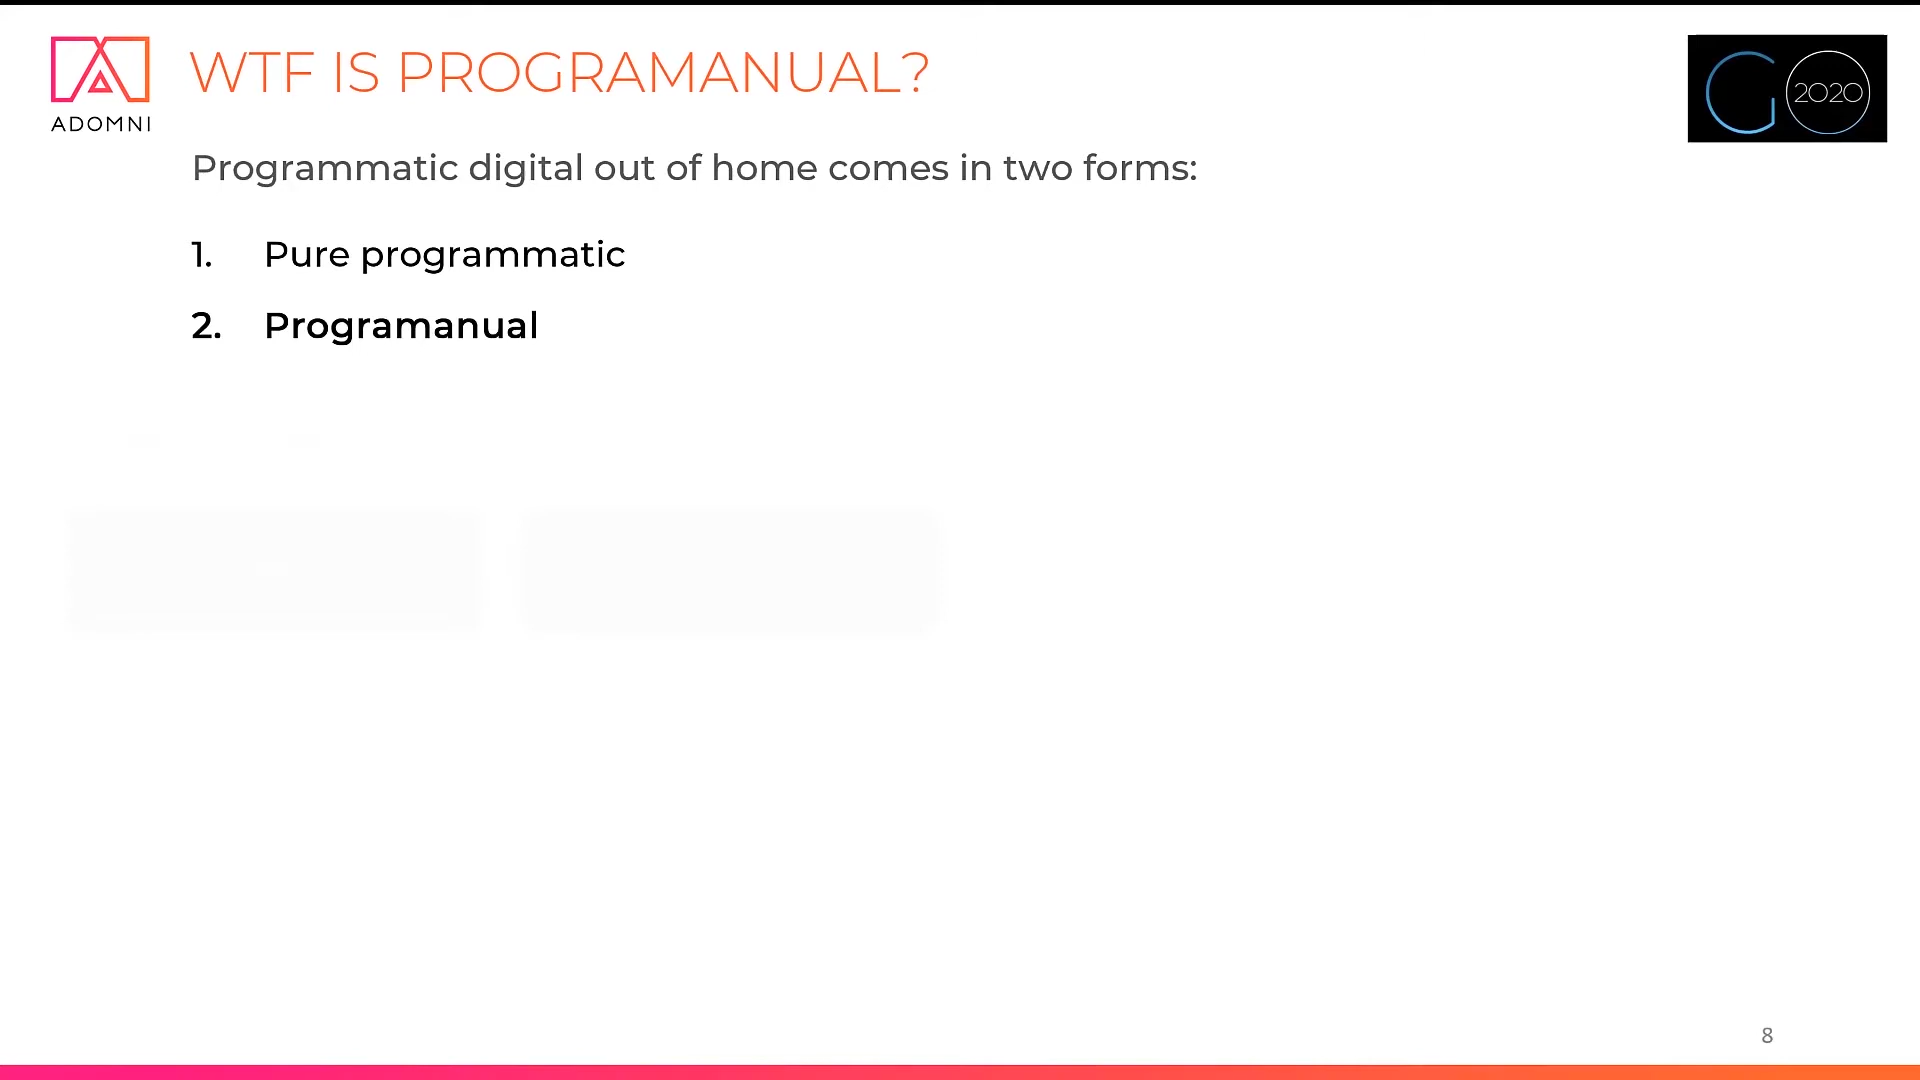 WTF IS PROGRAMANUAL?
ADOMNI
GO 2020
Programmatic digital out of home comes in two forms:
1. Pure programmatic
2. Programanual
8